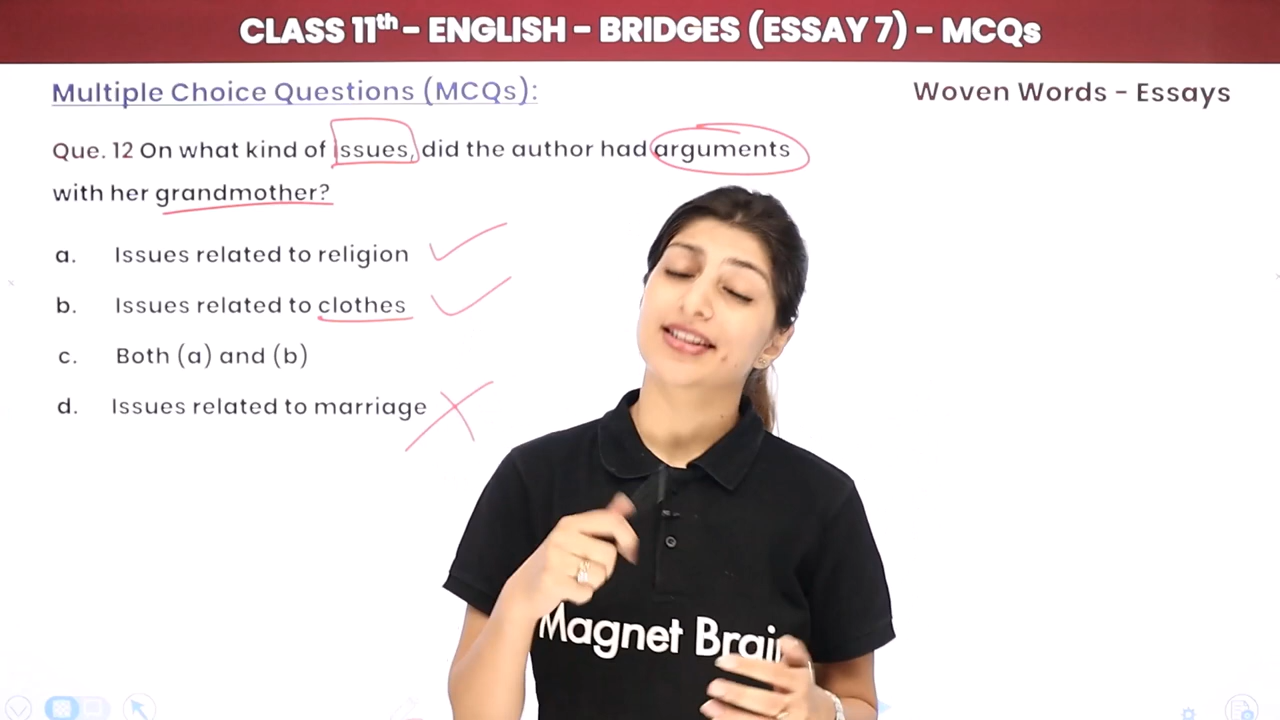 CLASS 11th - ENGLISH - BRIDGES (ESSAY 7) - MCQs
Multiple Choice Questions (MCQs):
Woven Words - Essays
Que. 12 On what kind of issues, did the author had arguments
with her grandmother?
a. Issues related to religion
b. Issues related to clothes
c. Both (a) and (b)
d. Issues related to marriage
Magnet Brai